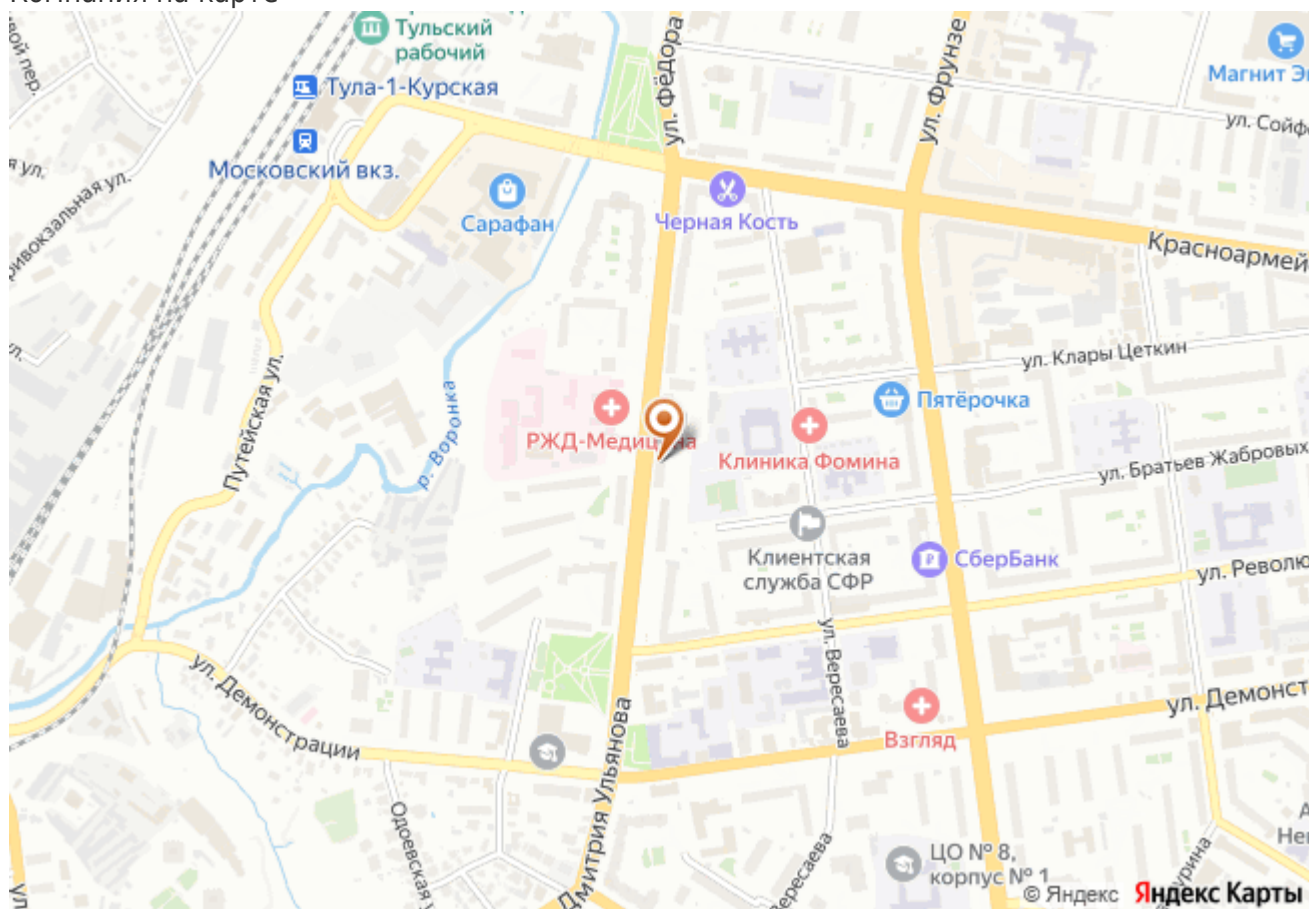 Тульский
рабочий
Тула-1-Курская
Московский вкз.
Сарафан
ул. Фёдора
Черная Кость
ул. Фрунзе
Магнит Э
ул. Сойф
Красноармей
Путейская ул.
р. Воронка
РЖД-Медицина
Клиника Фомина
ул. Клары Цеткин
Пятёрочка
ул. Братьев Жабровых
Клиентская
служба СФР
СберБанк
ул. Револю
ул. Вересаева
ул. Демонстрации
ул. Демонст
Взгляд
Дмитрия Ульянова
Одоевская
Вересаева
ЦО № 8,
корпус № 1
ул
© Яндекс Яндекс Карты